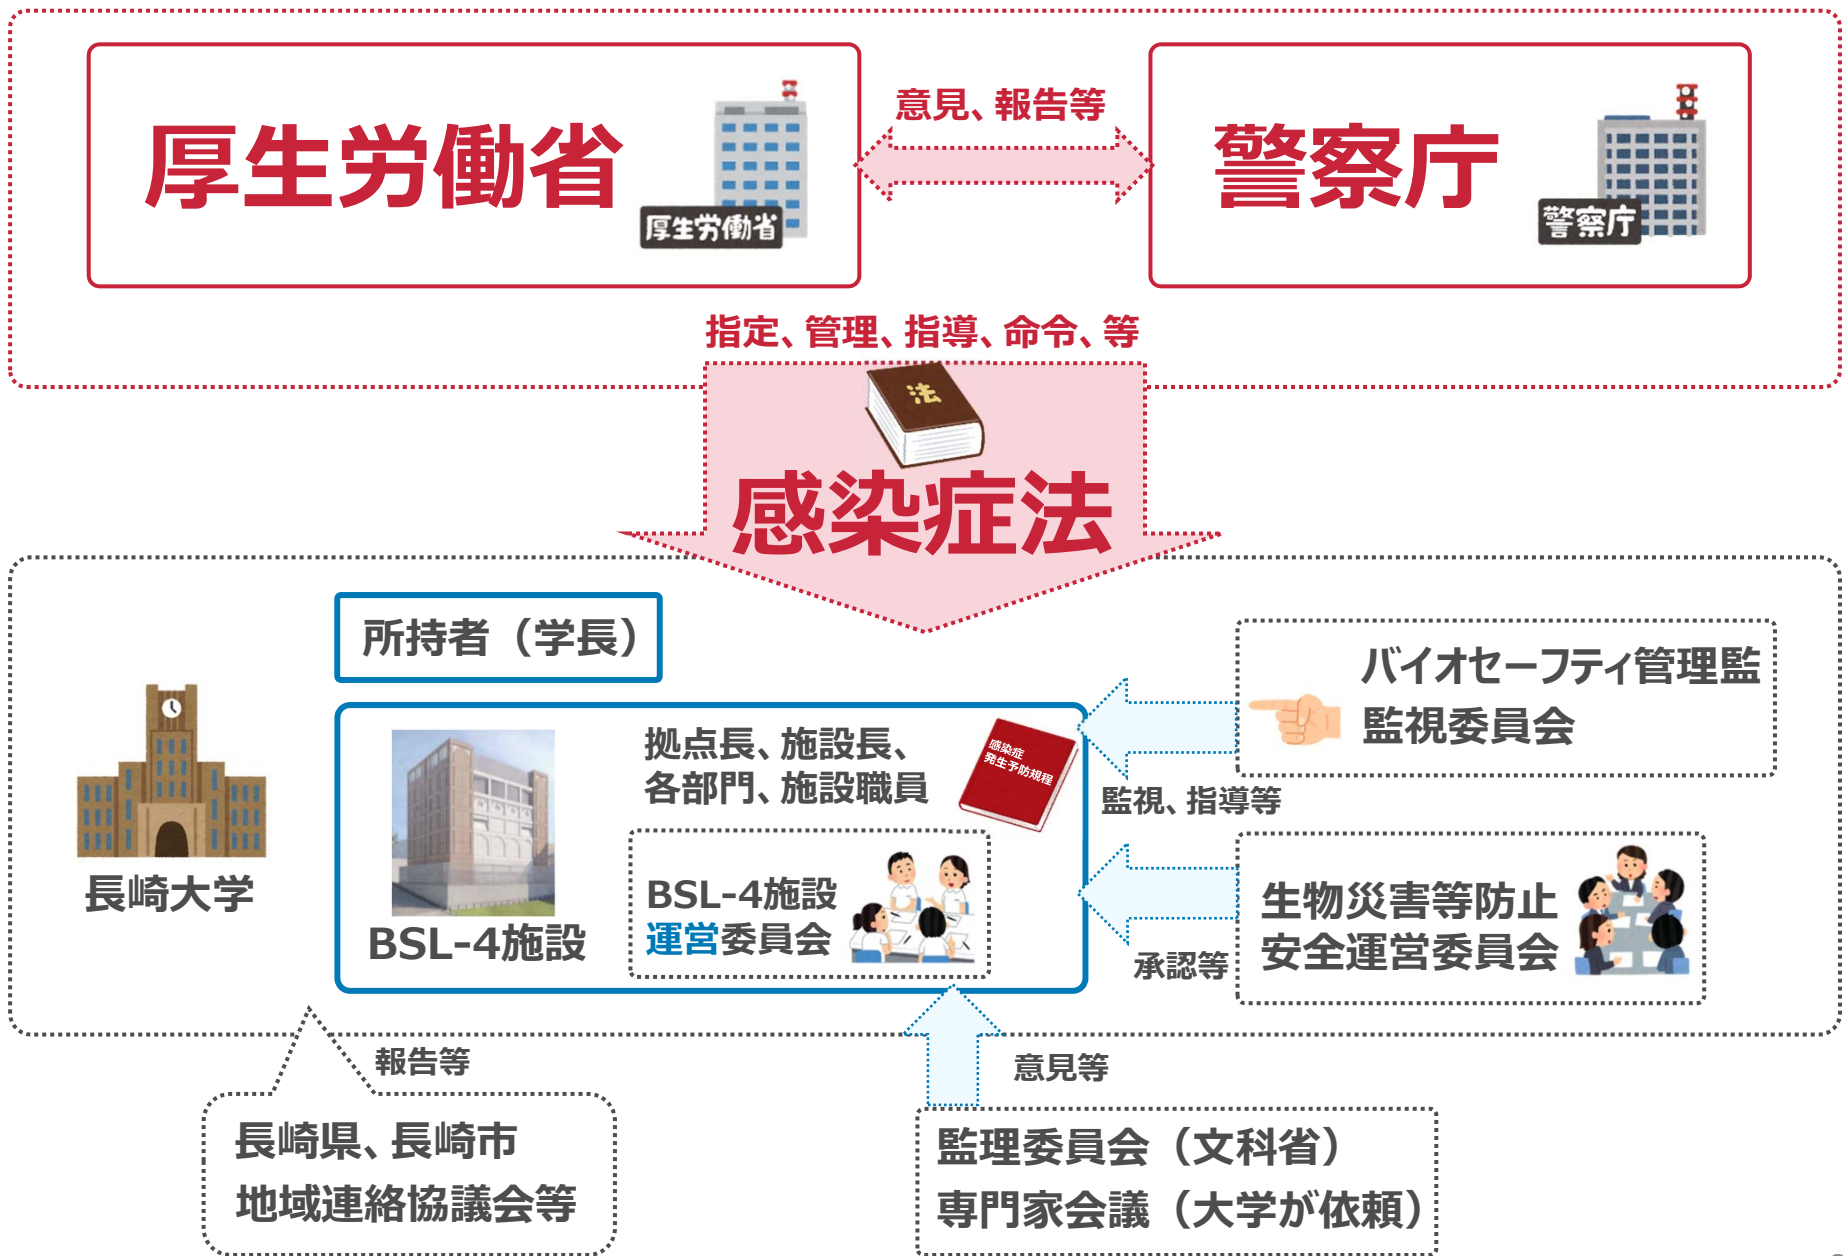 厚生労働省
厚生労働省
意見、報告等
警察庁
警察庁
指定、管理、指導、命令、等
法
感染症法
所持者（学長）
長崎大学
BSL-4施設
拠点長、施設長、
各部門、施設職員
感染症
発生予防規程
BSL-4施設
運営委員会
バイオセーフティ管理監
監視委員会
監視、指導等
生物災害等防止
安全運営委員会
承認等
報告等
長崎県、長崎市
地域連絡協議会等
意見等
監理委員会（文科省）
専門家会議（大学が依頼）